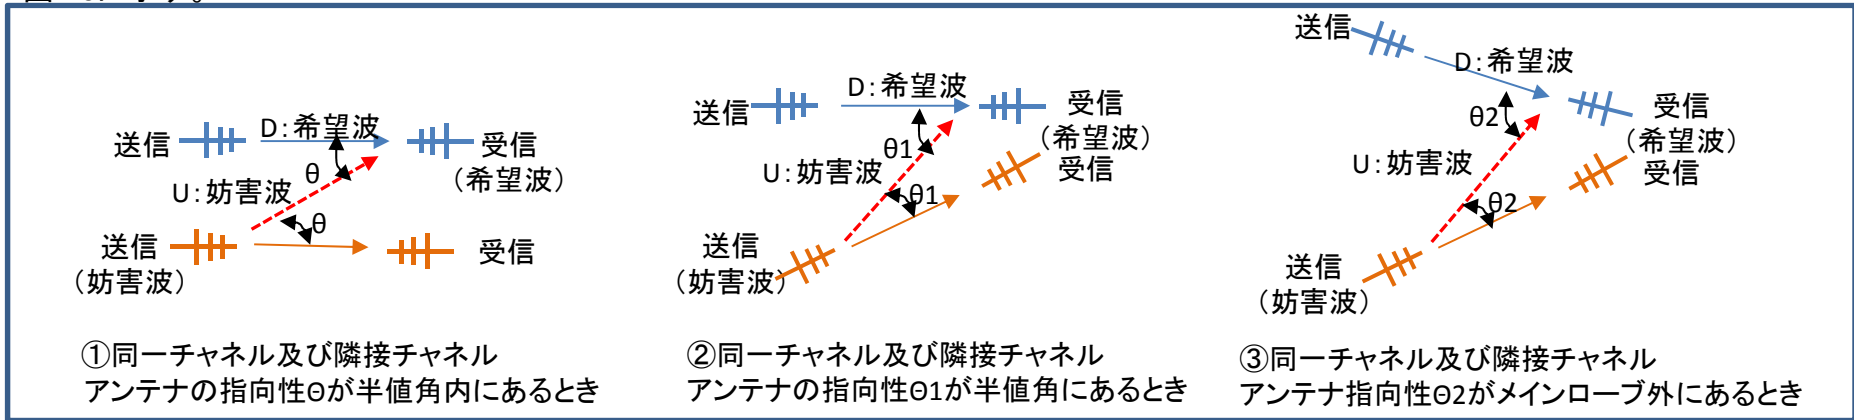 送信
D：希望波
受信
（希望波）
θ
U：妨害波
θ
送信
（妨害波）
受信
①同一チャネル及び隣接チャネル
アンテナの指向性θが半値角内にあるとき
送信
D：希望波
受信
（希望波）
受信
θ1
U：妨害波
θ1
送信
（妨害波）
②同一チャネル及び隣接チャネル
アンテナの指向性θ1が半値角にあるとき
送信
D：希望波
受信
（希望波）
受信
θ2
U：妨害波
θ2
送信
（妨害波）
③同一チャネル及び隣接チャネル
アンテナ指向性θ2がメインローブ外にあるとき